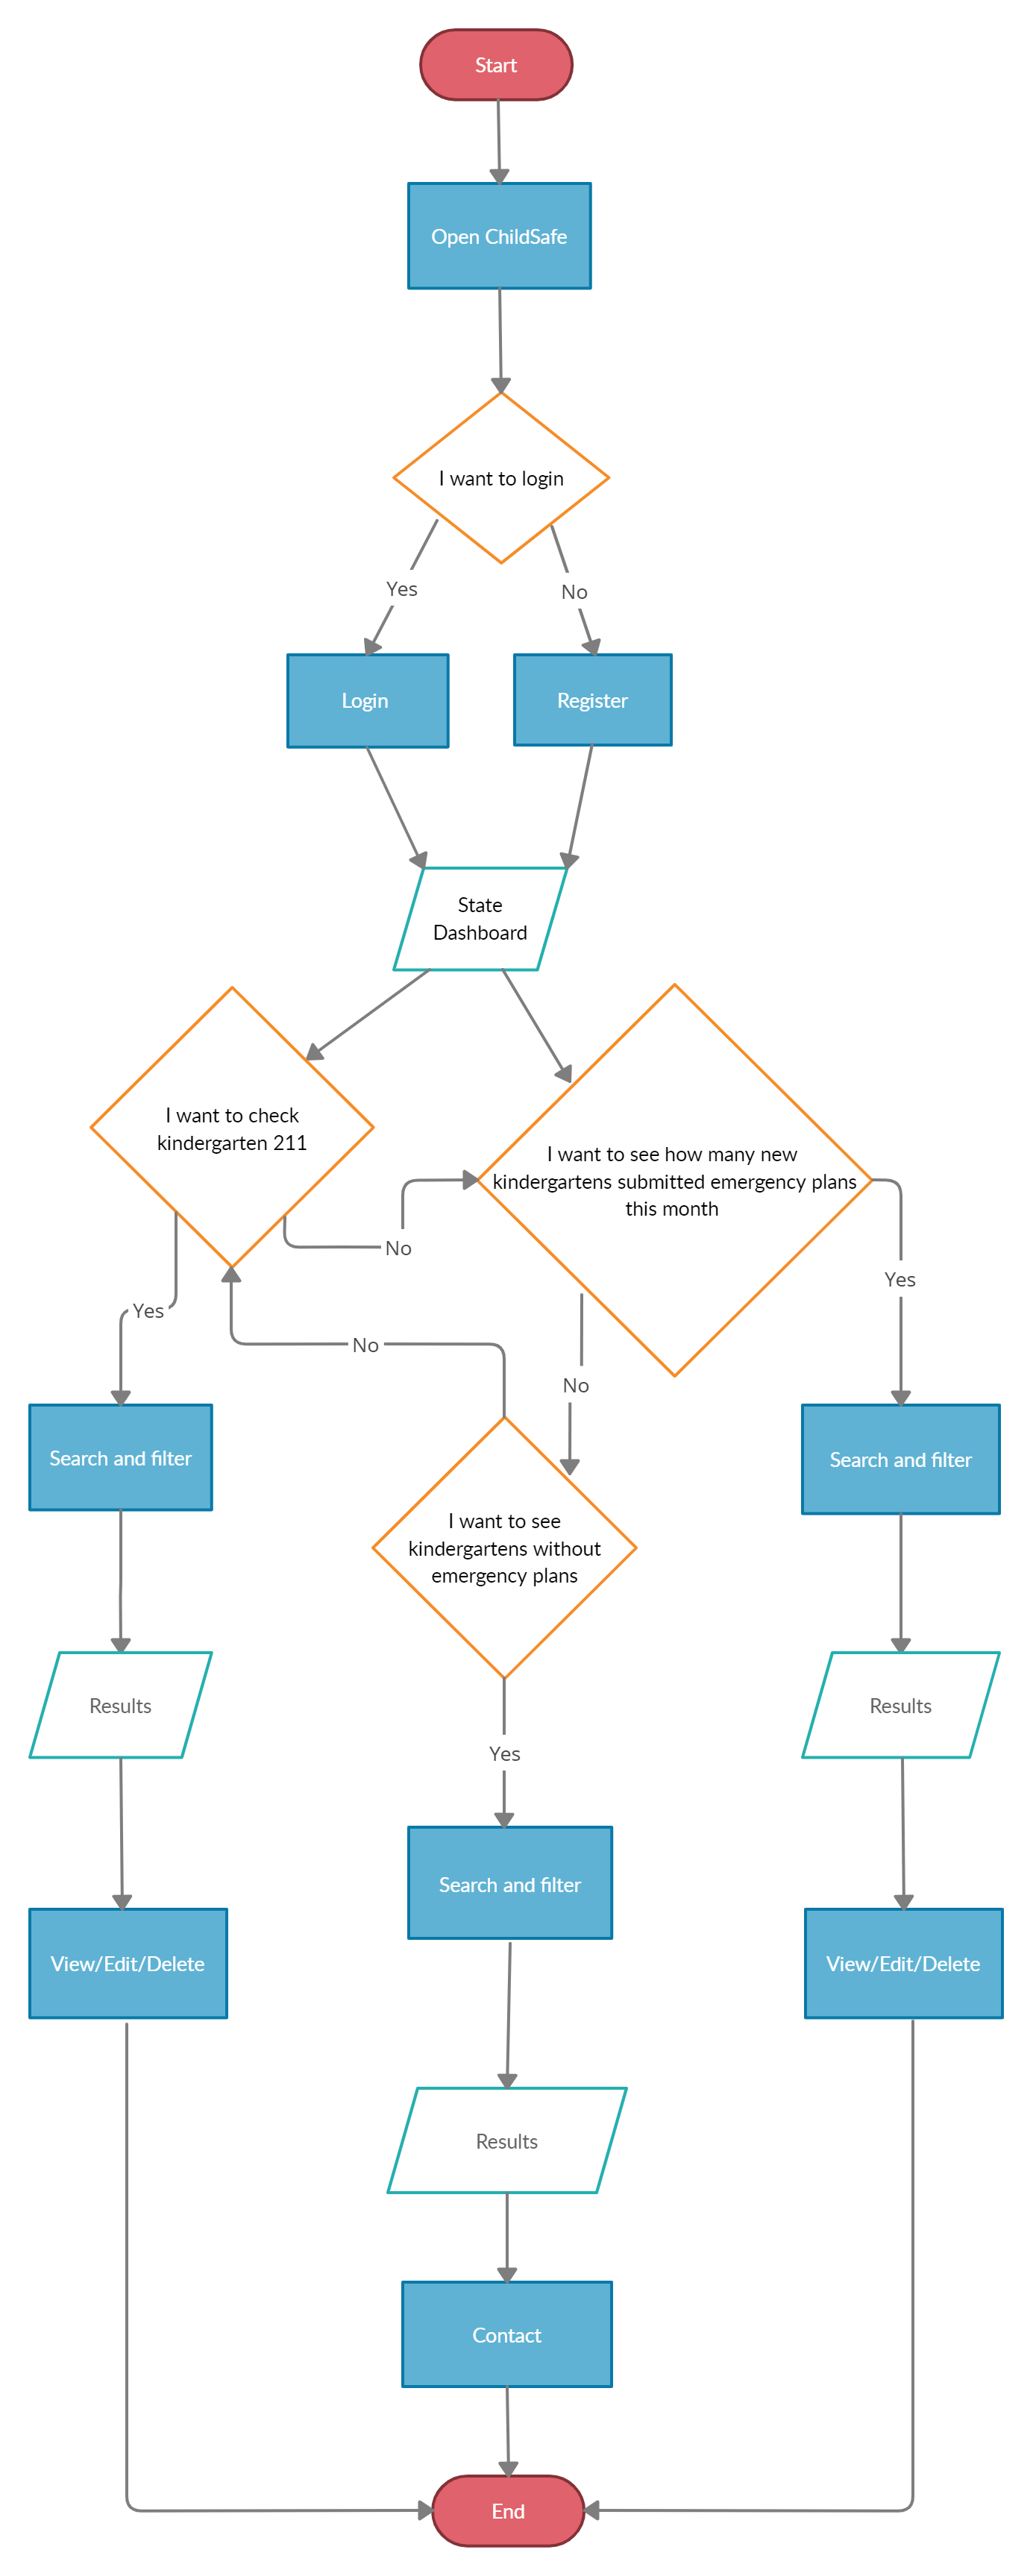 Start
Open ChildSafe
I want to login
Yes
No
Login
Register
State
Dashboard
I want to check
kindergarten 211
I want to see how many new
kindergartens submitted emergency plans
this month
No
Yes
Yes
No
No
Search and filter
Search and filter
I want to see
kindergartens without
emergency plans
Results
Results
Yes
Search and filter
View/Edit/Delete
View/Edit/Delete
Results
Contact
End